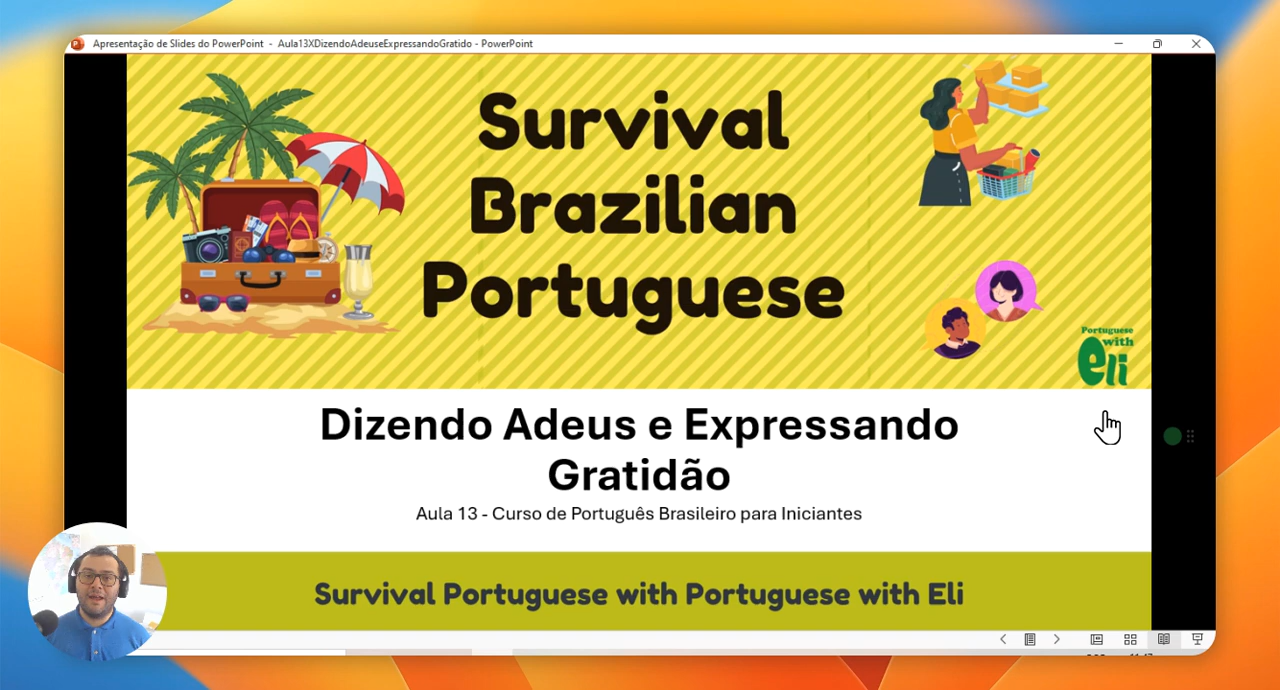 Apresentação de Slides do PowerPoint - Aula13XDizendoAdeuseExpressandoGratido - PowerPoint
Survival
Brazilian
Portuguese
Portuguese
with
eli
Dizendo Adeus e Expressando
Gratidão
Aula 13 - Curso de Português Brasileiro para Iniciantes
Survival Portuguese with Portuguese with Eli